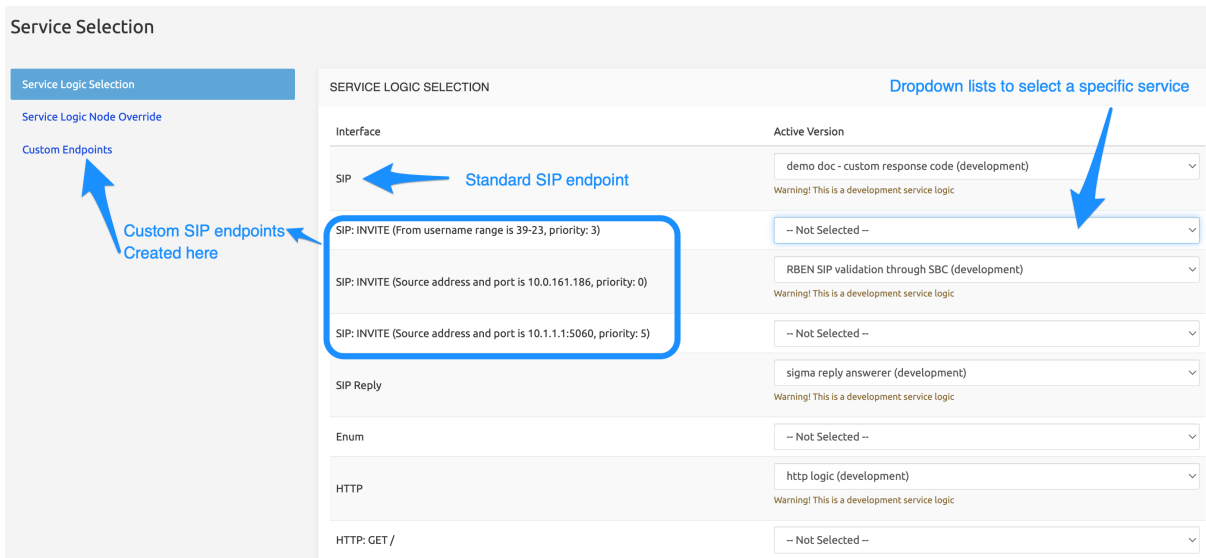 Service Selection
Service Logic Selection
Service Logic Node Override
Custom Endpoints
Custom SIP endpoints
Created here
SERVICE LOGIC SELECTION
Dropdown lists to select a specific service
Interface
Active Version
SIP
Standard SIP endpoint
demo doc - custom response code (development)
Warning! This is a development service logic
SIP: INVITE (From username range is 39-23, priority: 3)
-- Not Selected --
SIP: INVITE (Source address and port is 10.0.161.186, priority: 0)
RBEN SIP validation through SBC (development)
Warning! This is a development service logic
SIP: INVITE (Source address and port is 10.1.1.1:5060, priority: 5)
-- Not Selected --
SIP Reply
sigma reply answerer (development)
Warning! This is a development service logic
Enum
-- Not Selected --
HTTP
http logic (development)
Warning! This is a development service logic
HTTP: GET /
-- Not Selected --